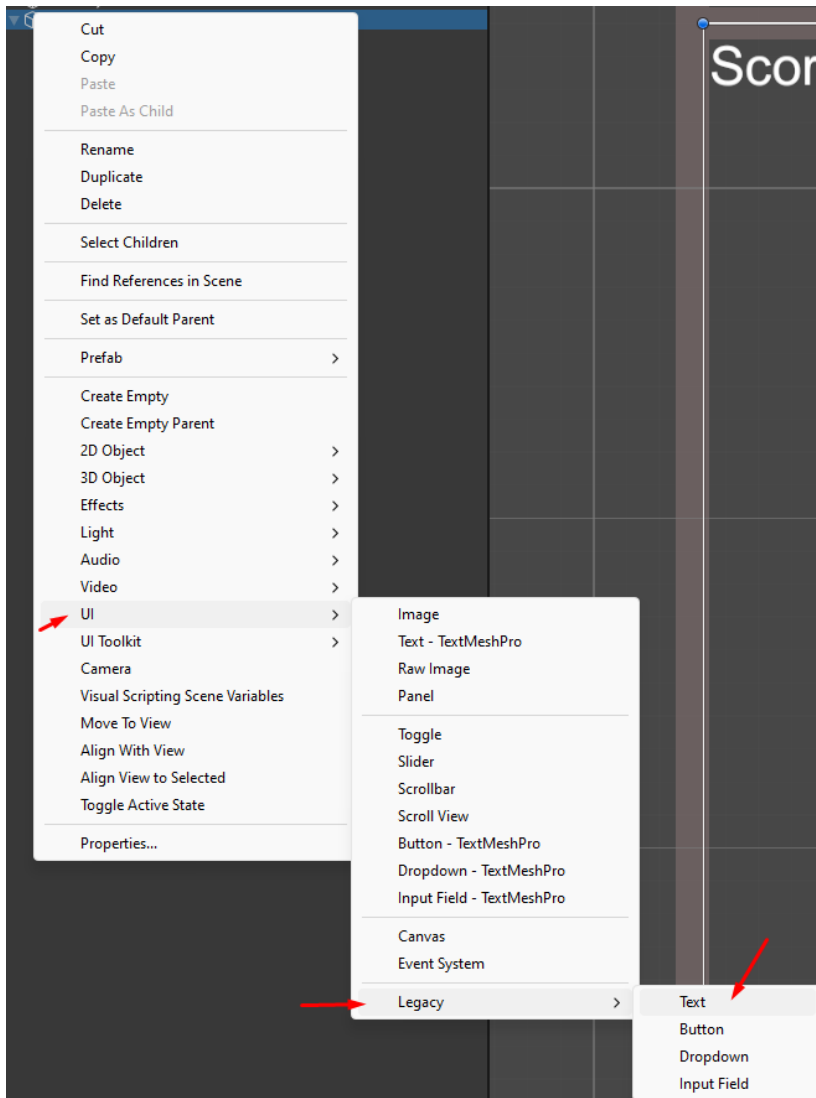 Cut
Copy
Paste
Paste As Child
Rename
Duplicate
Delete
Select Children
Find References in Scene
Set as Default Parent
Prefab
Create Empty
Create Empty Parent
2D Object
3D Object
Effects
Light
Audio
Video
UI
UI Toolkit
Camera
Visual Scripting Scene Variables
Move To View
Align With View
Align View to Selected
Toggle Active State
Properties...
Image
Text - TextMeshPro
Raw Image
Panel
Toggle
Slider
Scrollbar
Scroll View
Button - TextMeshPro
Dropdown - TextMeshPro
Input Field - TextMeshPro
Canvas
Event System
Legacy
Text
Button
Dropdown
Input Field
Scor